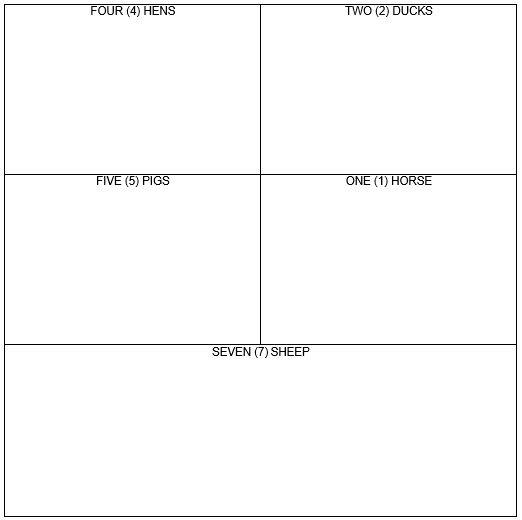 FOUR (4) HENS
TWO (2) DUCKS
FIVE (5) PIGS
ONE (1) HORSE
SEVEN (7) SHEEP